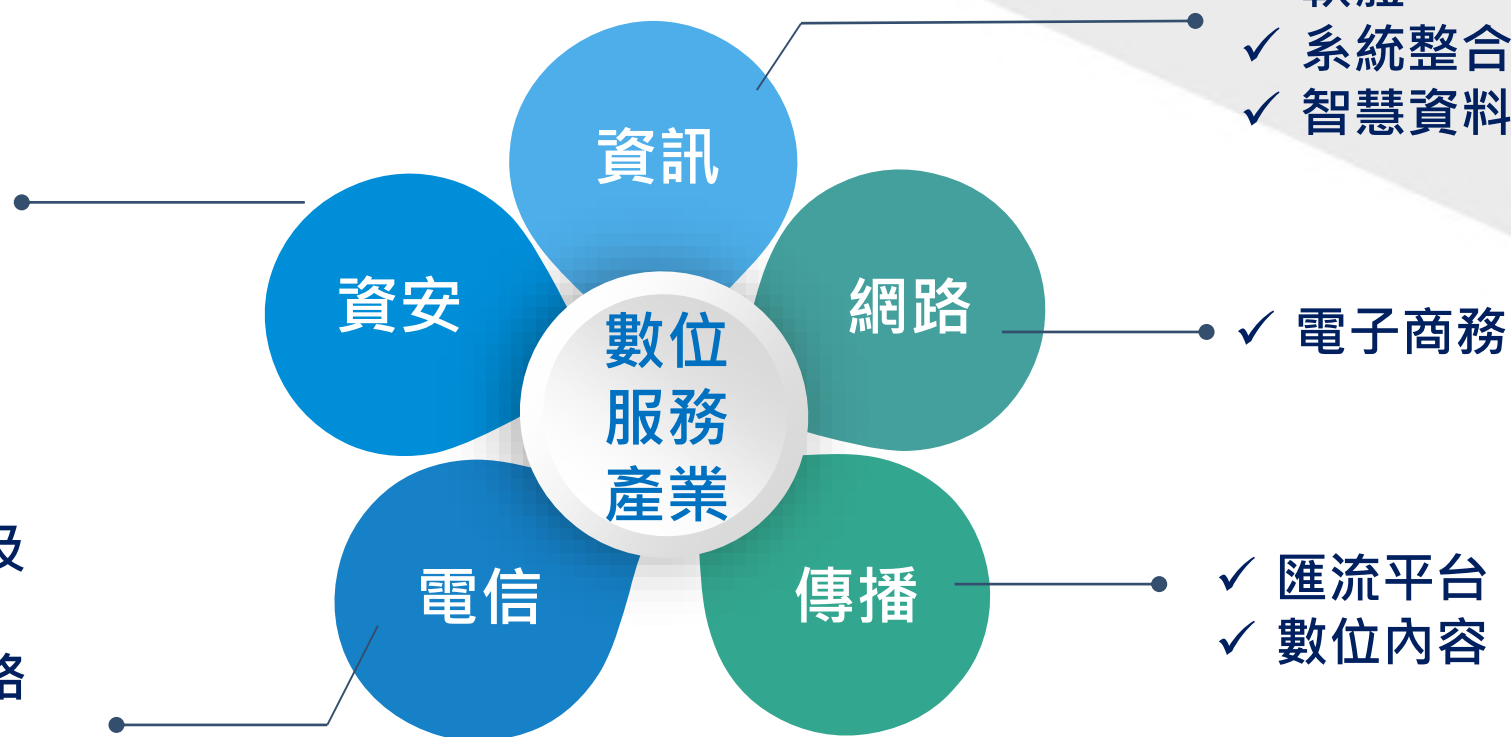 ✓ 系統整合
✓ 智慧資料
資訊
資安
網路
✓ 電子商務
數位
服務
產業
及
電信
傳播
✓ 匯流平台
✓ 數位內容